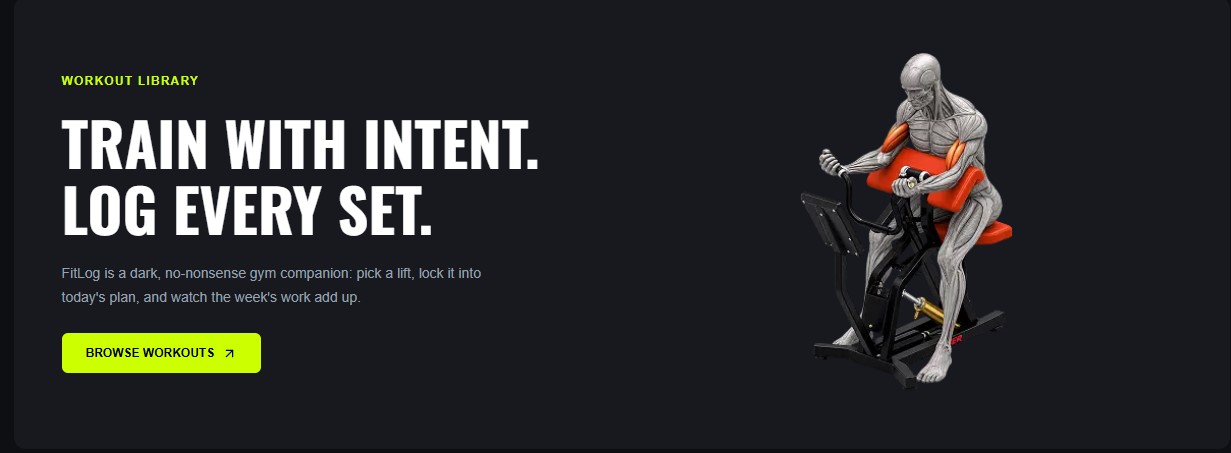 WORKOUT LIBRARY
TRAIN WITH INTENT.
LOG EVERY SET.
FitLog is a dark, no-nonsense gym companion: pick a lift, lock it into
today's plan, and watch the week's work add up.
BROWSE WORKOUTS